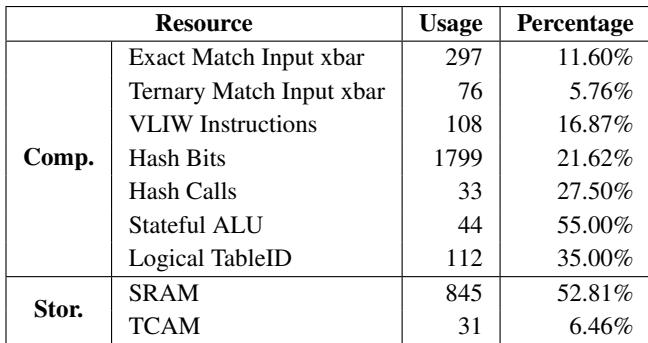 Resource Usage Percentage
Exact Match Input xbar 297 11.60%
Ternary Match Input xbar 76 5.76%
VLIW Instructions 108 16.87%
Comp. Hash Bits 1799 21.62%
Hash Calls 33 27.50%
Stateful ALU 44 55.00%
Logical TableID 112 35.00%
Stor. SRAM 845 52.81%
TCAM 31 6.46%